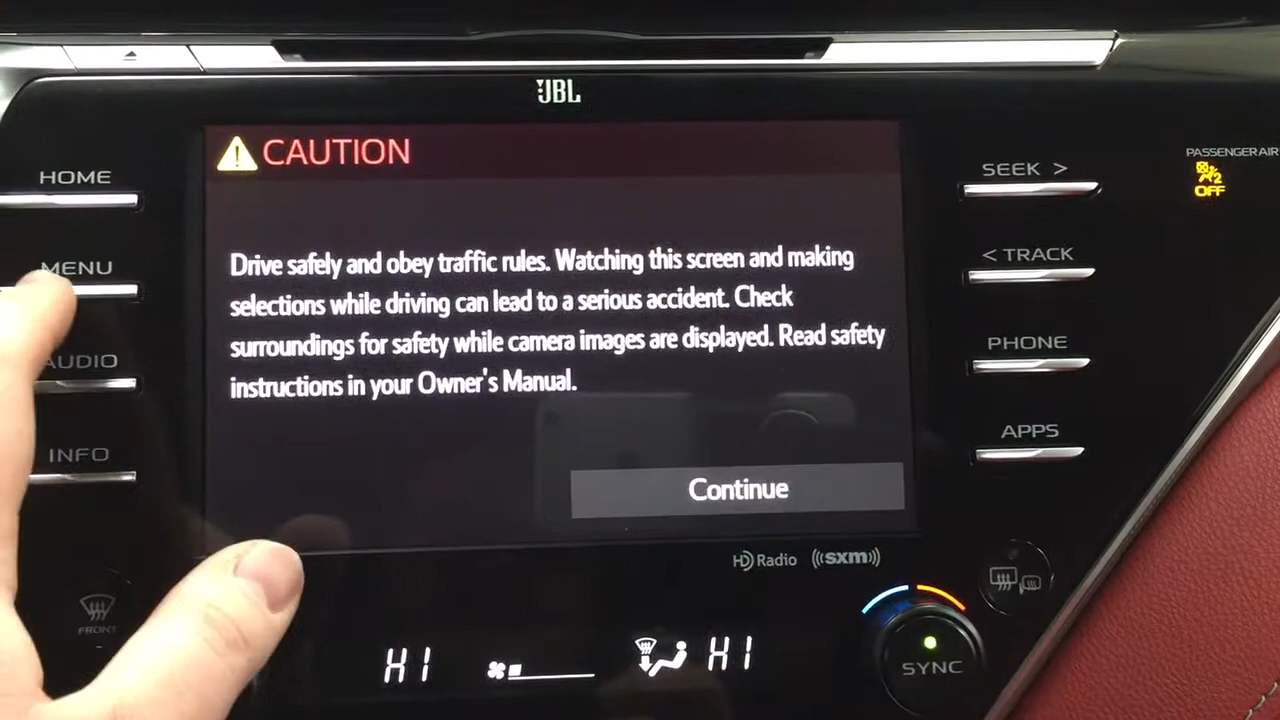 JBL
HOME
MENU
AUDIO
INFO
FRONT
CAUTION
Drive safely and obey traffic rules. Watching this screen and making
selections while driving can lead to a serious accident. Check
surroundings for safety while camera images are displayed. Read safety
instructions in your Owner's Manual.
Continue
SEEK >
< TRACK
PHONE
APPS
PASSENGER AIR
2
OFF
HD Radio
((sxm))
HI
HI
SYNC